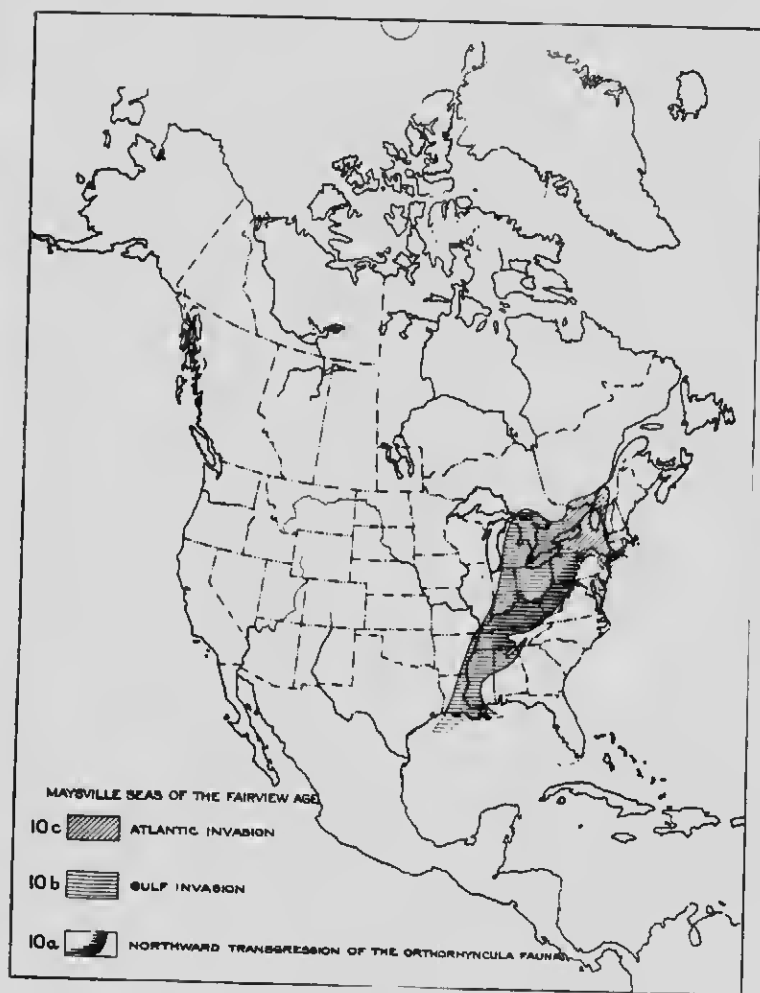 MAYSVILLE SEAS OF THE FAIRVIEW AGE
10c ATLANTIC INVASION
10b GULF INVASION
10a NORTHWARD TRANSGRESSION OF THE ORTHORHYNCULA FAUNA